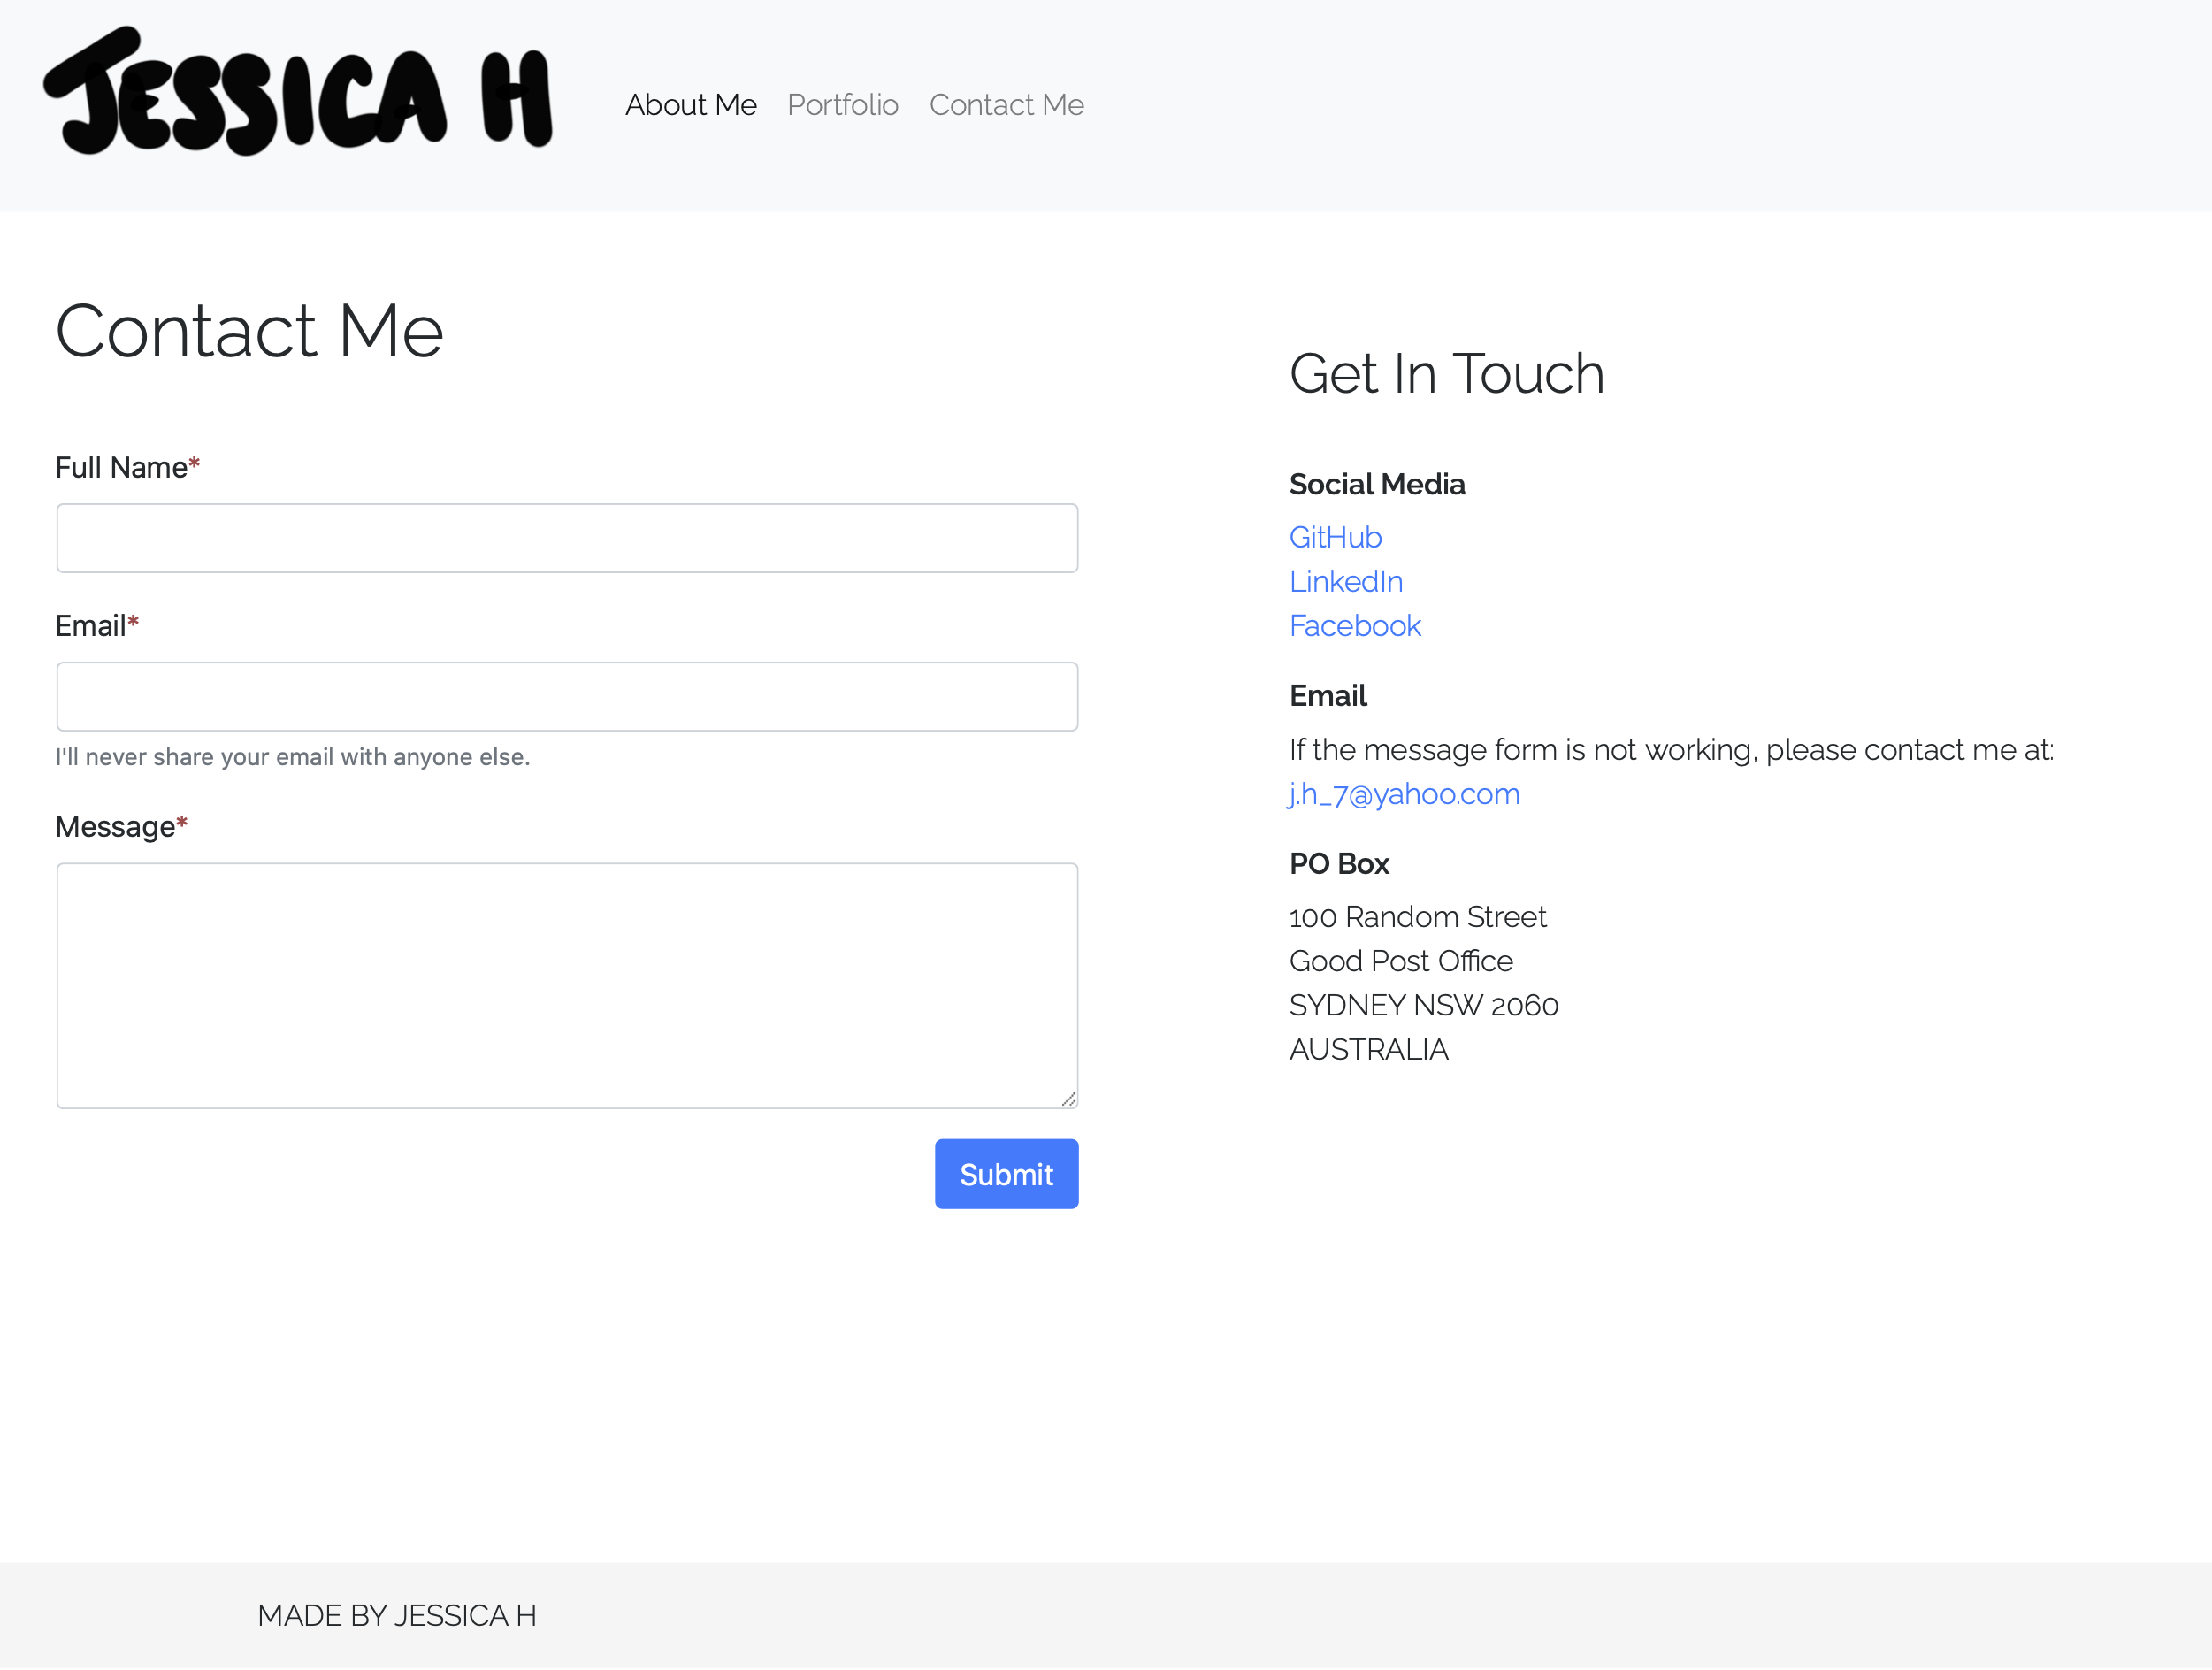 JESSICA H
About Me Portfolio Contact Me
Contact Me
Full Name*
Email*
I'll never share your email with anyone else.
Message*
Submit
Get In Touch
Social Media
GitHub
LinkedIn
Facebook
Email
If the message form is not working, please contact me at:
j.h_7@yahoo.com
PO Box
100 Random Street
Good Post Office
SYDNEY NSW 2060
AUSTRALIA
MADE BY JESSICA H